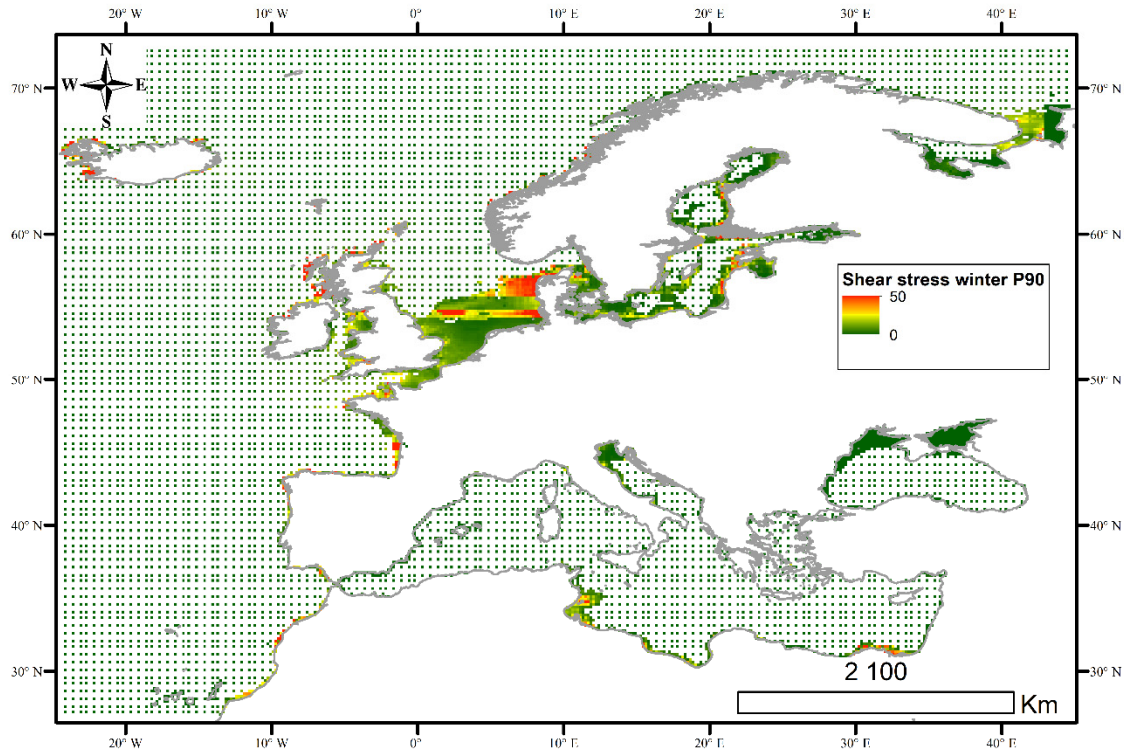 20° W 10° W 0° 10° E 20° E 30° E 40° E
N
W E
S
70° N 70° N
60° N 60° N
Shear stress winter P90
50
0
50° N 50° N
40° N 40° N
30° N 30° N
2 100
Km
20° W 10° W 0° 10° E 20° E 30° E 40° E